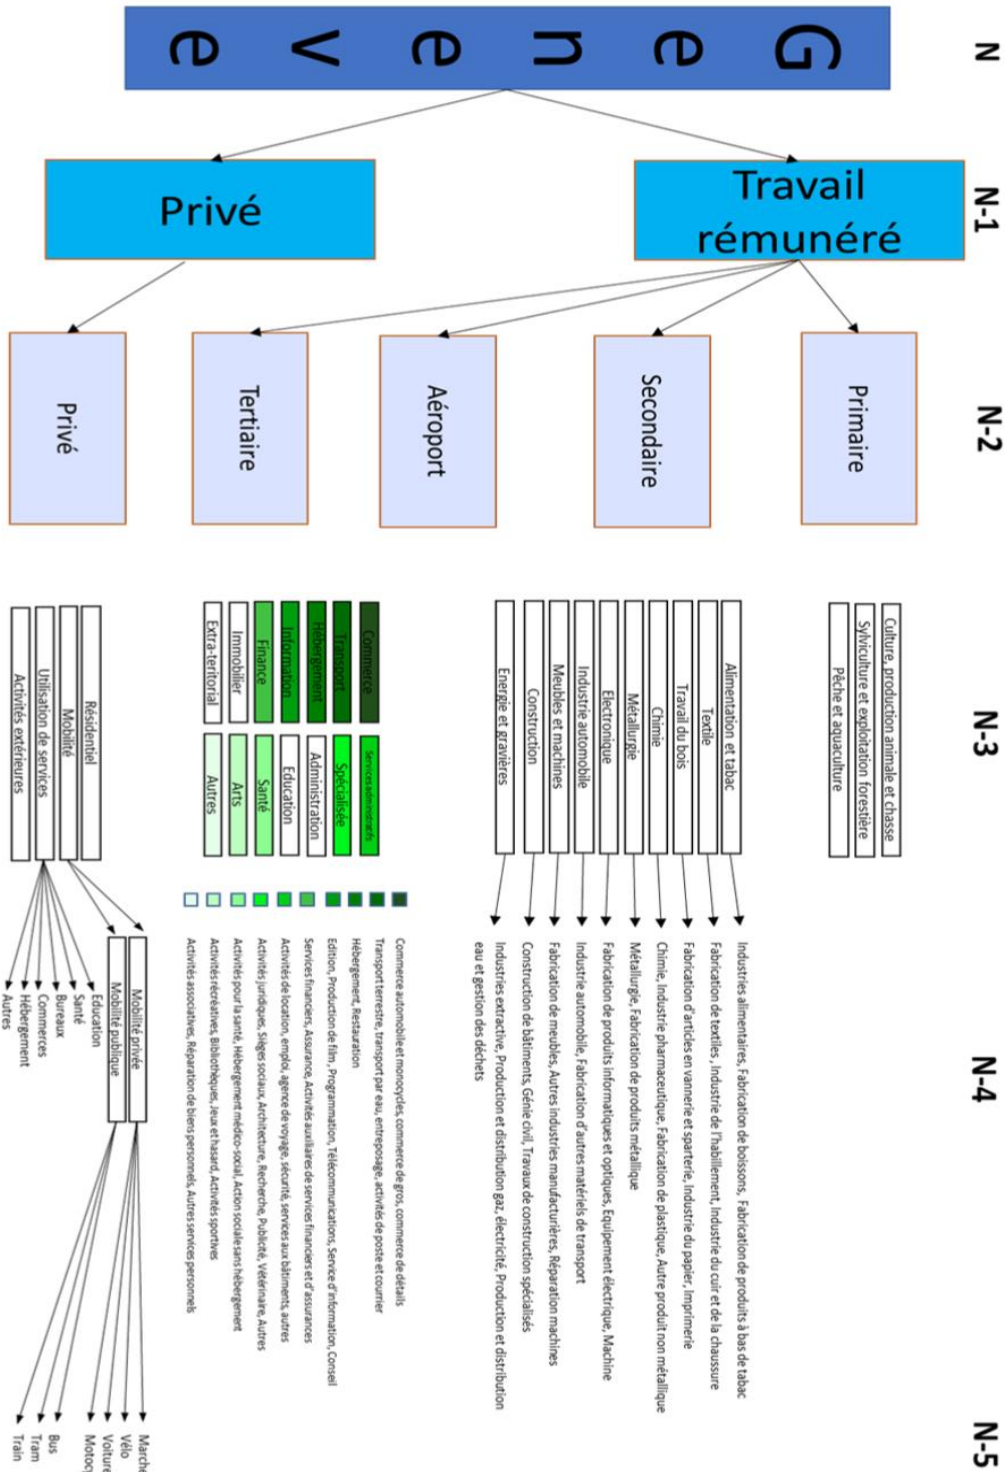 N
N-1
N-2
N-3
N-4
N-5
Geneve
Travail
rémunéré
Privé
Primaire
Secondaire
Aéroport
Tertiaire
Privé
Culture, production animale et chasse
Sylviculture et exploitation forestière
Pêche et aquaculture
Alimentation et tabac
Textile
Travail du bois
Chimie
Métallurgie
Electronique
Industrie automobile
Meubles et machines
Construction
Energie et gravières
Industries alimentaires, Fabrication de boissons, Fabrication de produits à bas de tabac
Fabrication de textiles , Industrie de l'habillement, Industrie du cuir et de la chaussure
Fabrication d'articles en vannerie et sparterie, Industrie du papier, Imprimerie
Chimie, Industrie pharmaceutique, Fabrication de plastique, Autre produit non métallique
Métallurgie, Fabrication de produits métallique
Fabrication de produits informatiques et optiques, Equipement électrique, Machine
Industrie automobile, Fabrication d'autres matériels de transport
Fabrication de meubles, Autres industries manufacturières, Réparation machines
Construction de bâtiments, Génie civil, Travaux de construction spécialisés
Industries extractive, Production et distribution gaz, électricité, Production et distribution
eau et gestion des déchets
Commerce
Transport
Hébergement
Information
Finance
Immobilier
Extra-teritorial
Services administratifs
Spécialisée
Administration
Education
Santé
Arts
Autres
Commerce automobile et monocycles, commerce de gros, commerce de détails
Transport terrestre, transport par eau, entreposage, activités de poste et courrier
Hébergement, Restauration
Edition, Production de film , Programmation, Télécommunications, Service d'information, Conseil
Services financiers, Assurance, Activités auxiliaires de services financiers et d'assurances
Activités de location, emploi, agence de voyage, sécurité, services aux bâtiments, autres
Activités juridiques, Sièges sociaux, Architecture, Recherche, Publicité, Vétérinaire, Autres
Activités pour la santé, Hébergement médico-social, Action sociale sans hébergement
Activités récréatives, Bibliothèques, Jeux et hasard, Activités sportives
Activités associatives, Réparation de biens personnels, Autres services personnels
Résidentiel
Mobilité
Utilisation de services
Activités extérieures
Mobilité privée
Mobilité publique
Education
Santé
Bureaux
Commerces
Hébergement
Autres
Marche
Vélo
Voiture
Motocy
Bus
Tram
Train